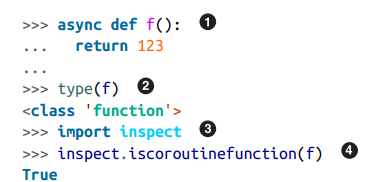 >>> async def f(): ❶
...   return 123
...
>>> type(f) ❷
<class 'function'>
>>> import inspect ❸
>>> inspect.iscoroutinefunction(f) ❹
True